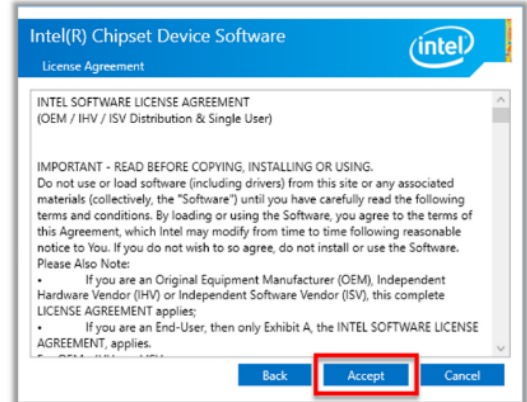 Intel(R) Chipset Device Software
intel
License Agreement
INTEL SOFTWARE LICENSE AGREEMENT
(OEM / IHV / ISV Distribution & Single User)
IMPORTANT - READ BEFORE COPYING, INSTALLING OR USING.
Do not use or load software (including drivers) from this site or any associated
materials (collectively, the "Software") until you have carefully read the following
terms and conditions. By loading or using the Software, you agree to the terms of
this Agreement, which Intel may modify from time to time following reasonable
notice to You. If you do not wish to so agree, do not install or use the Software.
Please Also Note:
• If you are an Original Equipment Manufacturer (OEM), Independent
Hardware Vendor (IHV) or Independent Software Vendor (ISV), this complete
LICENSE AGREEMENT applies;
• If you are an End-User, then only Exhibit A, the INTEL SOFTWARE LICENSE
AGREEMENT, applies.
Back Accept Cancel